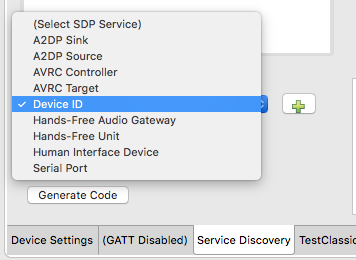 (Select SDP Service)
A2DP Sink
A2DP Source
AVRC Controller
AVRC Target
✓ Device ID
Hands-Free Audio Gateway
Hands-Free Unit
Human Interface Device
Serial Port
Generate Code
Device Settings (GATT Disabled) Service Discovery TestClassic